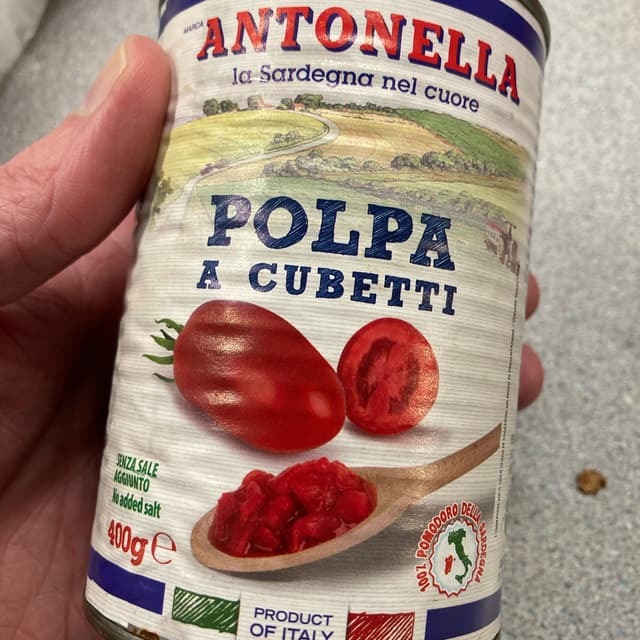 MARCA
ANTONELLA
la Sardegna nel cuore
POLPA
A CUBETTI
SENZA SALE
AGGIUNTO
No added salt
400g e
100% POMODORO DELLA SARDEGNA
PRODUCT
OF ITALY